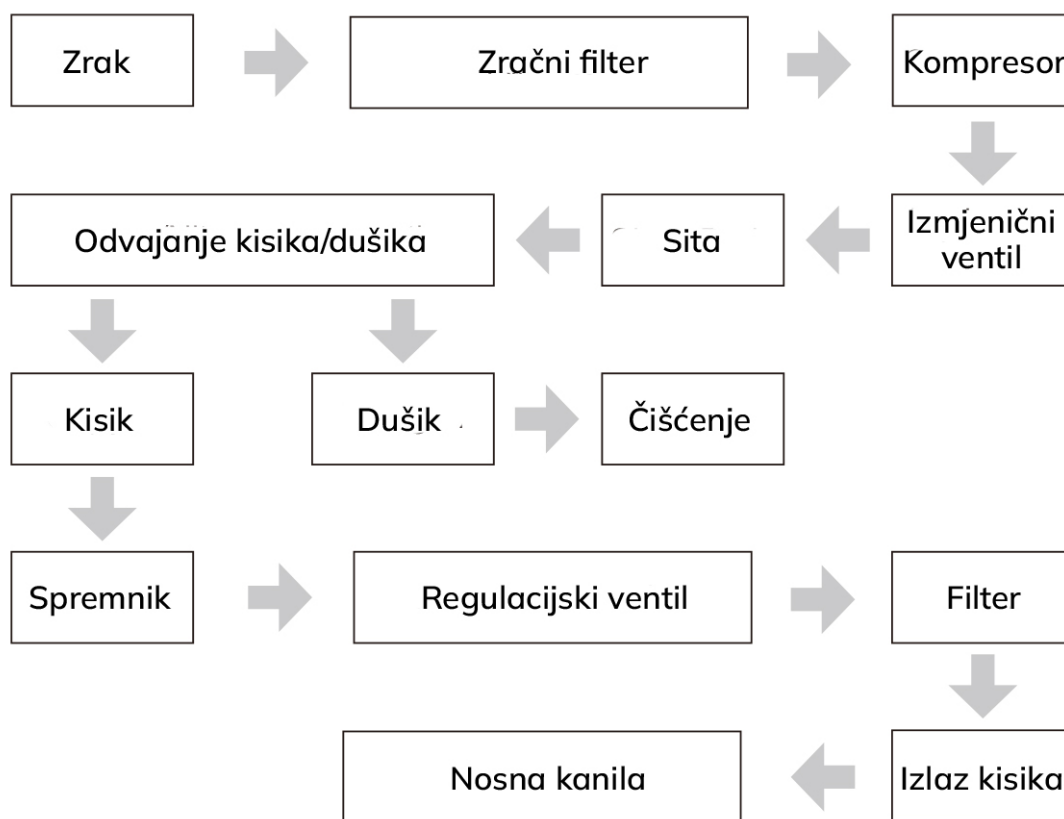 Zrak
Zračni filter
Kompresor
Izmjenični
ventil
Sita
Odvajanje kisika/dušika
Kisik
Dušik
Čišćenje
Spremnik
Regulacijski ventil
Filter
Izlaz kisika
Nosna kanila